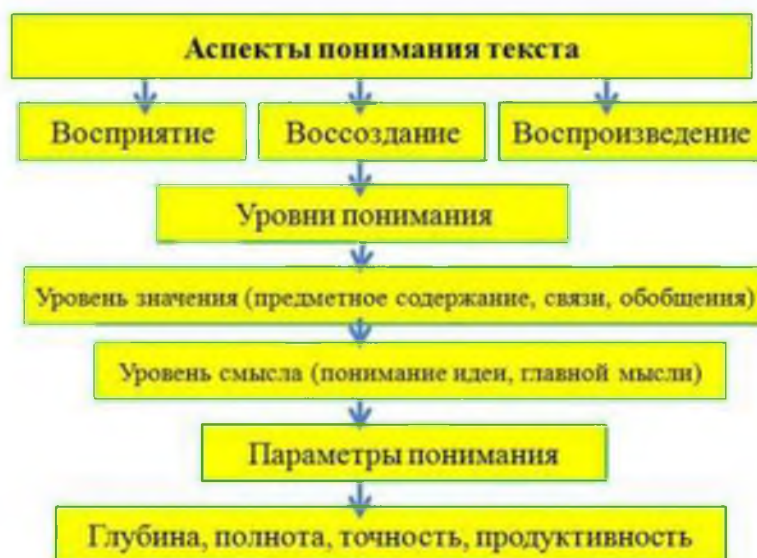 Аспекты понимания текста
Восприятие
Воссоздание
Воспроизведение
Уровни понимания
Уровень значения (предметное содержание, связи, обобшения)
Уровень смысла (понимание идеи, главной мысли)
Параметры понимания
Глубина, полнота, точность, продуктивность